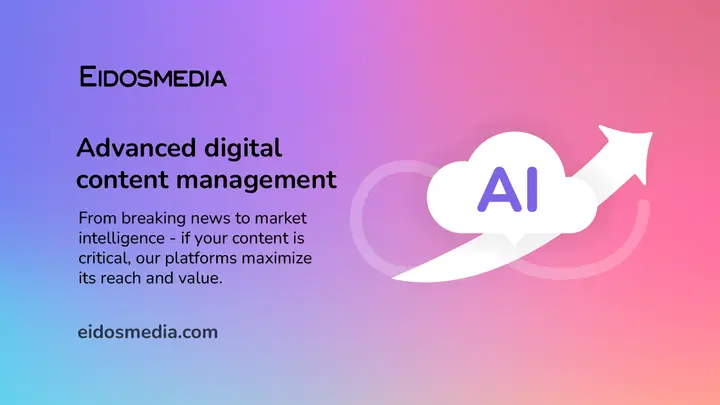 EIDOSMEDIA
Advanced digital
content management
From breaking news to market
intelligence - if your content is
critical, our platforms maximize
its reach and value.
eidosmedia.com
AI